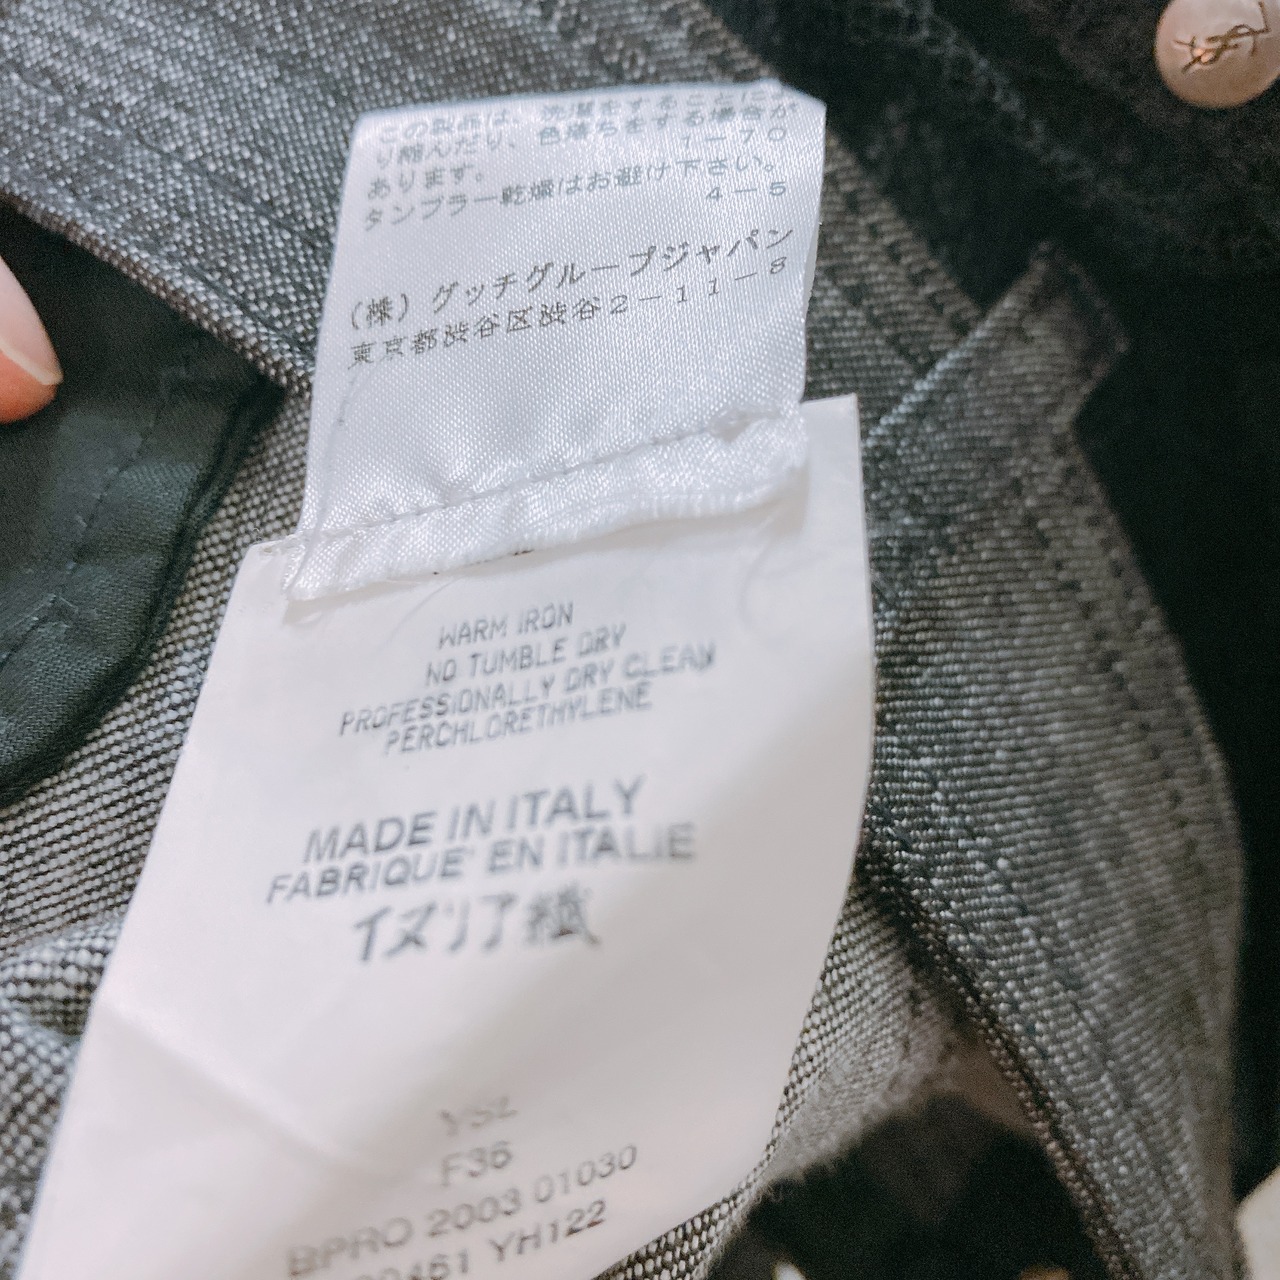 この製品は、洗濯をすることに
り縮んだり、色落ちをする場合が
あります。
1-70
タンブラー乾燥はお避け下さい。
4-5
(株) グッチグループジャパン
東京都渋谷区渋谷2-11-8
WARM IRON
NO TUMBLE DRY
PROFESSIONALLY DRY CLEAN
PERCHLORETHYLENE
MADE IN ITALY
FABRIQUE' EN ITALIE
イタリア製
YSL
F36
BPRO 2003 01030
YH122
YSL